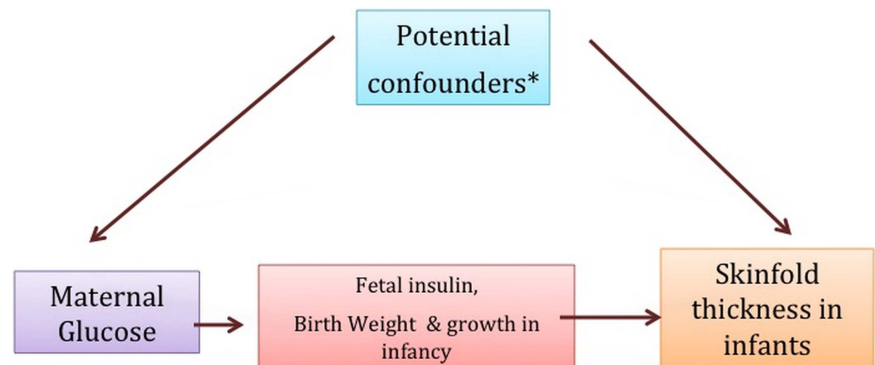 Potential
confounders*
Maternal
Glucose
Fetal insulin,
Birth Weight & growth in
infancy
Skinfold
thickness in
infants